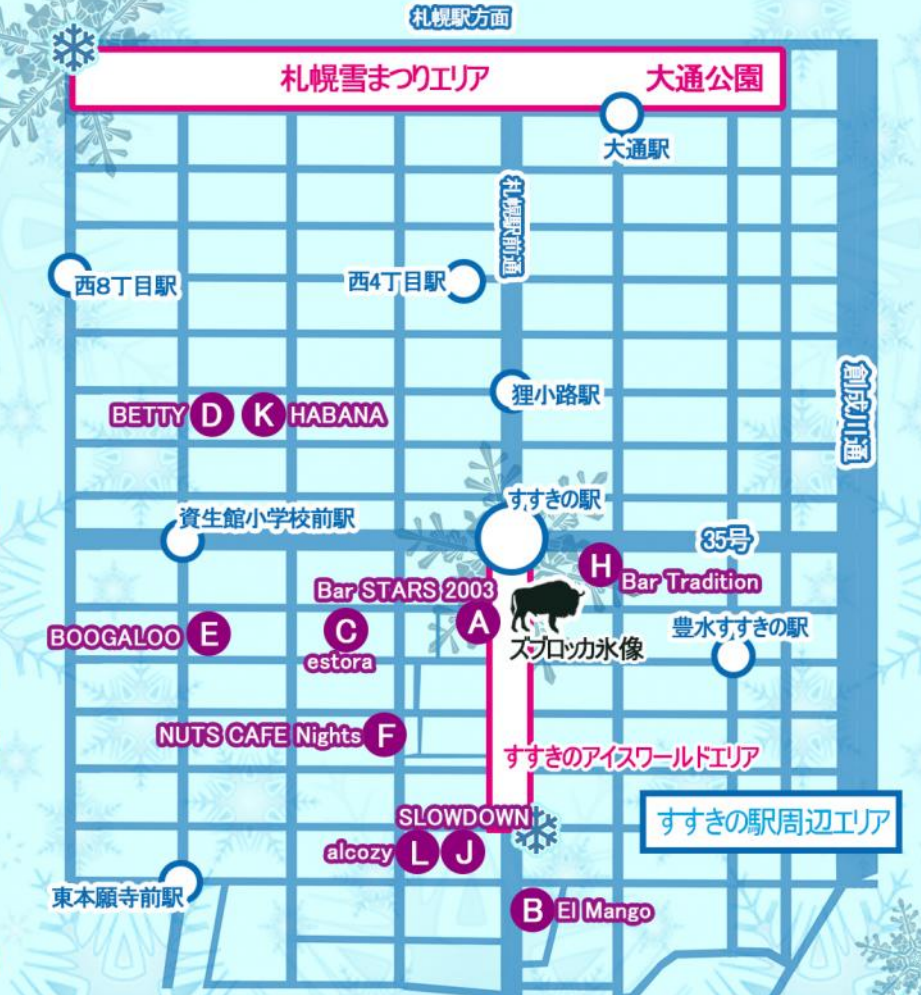 札幌駅方面
札幌雪まつりエリア
大通公園
大通駅
札幌駅前通
西8丁目駅
西4丁目駅
狸小路駅
創成川通
BETTY D
K HABANA
すすきの駅
資生館小学校前駅
35号
H Bar Tradition
Bar STARS 2003
A
BOOGALOO E
C
estora
ズブロッカ氷像
豊水すすきの駅
NUTS CAFE Nights F
すすきのアイスワールドエリア
SLOWDOWN
alcozy L J
すすきの駅周辺エリア
東本願寺前駅
B El Mango